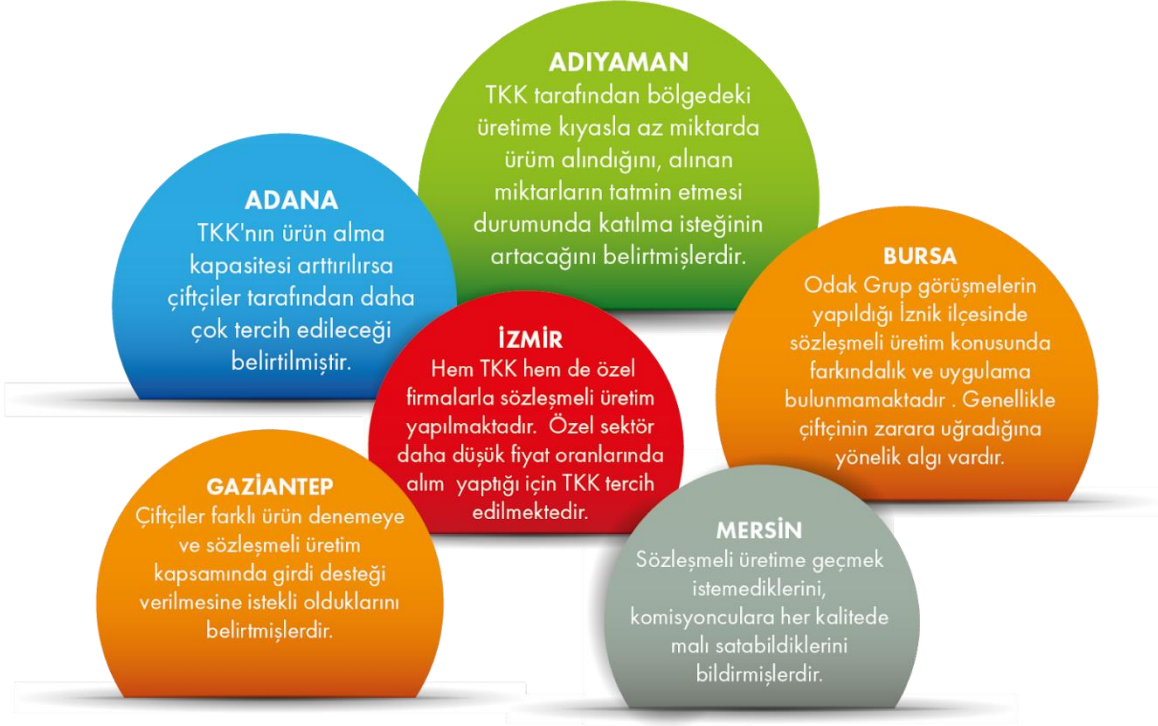 ADIYAMAN
TKK tarafından bölgedeki
üretime kıyasla az miktarda
ürüm alındığını, alınan
miktarların tatmin etmesi
durumunda katılma isteğinin
artacağını belirtmişlerdir.
ADANA
TKK'nın ürün alma
kapasitesi arttırılırsa
çiftçiler tarafından daha
çok tercih edileceği
belirtilmiştir.
BURSA
Odak Grup görüşmelerin
yapıldığı İznik ilçesinde
sözleşmeli üretim konusunda
farkındalık ve uygulama
bulunmamaktadır . Genellikle
çiftçinin zarara uğradığına
yönelik algı vardır.
İZMİR
Hem TKK hem de özel
firmalarla sözleşmeli üretim
yapılmaktadır. Özel sektör
daha düşük fiyat oranlarında
alım yaptığı için TKK tercih
edilmektedir.
GAZİANTEP
Çiftçiler farklı ürün denemeye
ve sözleşmeli üretim
kapsamında girdi desteği
verilmesine istekli olduklarını
belirtmişlerdir.
MERSİN
Sözleşmeli üretime geçmek
istemediklerini,
komisyonculara her kalitede
malı satabildiklerini
bildirmişlerdir.